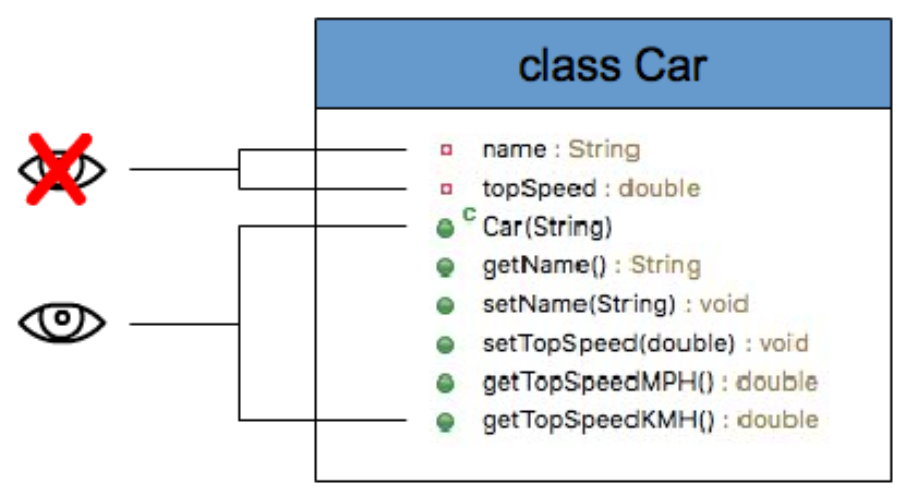 class Car
name : String
topSpeed : double
C Car(String)
getName() : String
setName(String) : void
setTopSpeed(double) : void
getTopSpeedMPH() : double
getTopSpeedKMH() : double